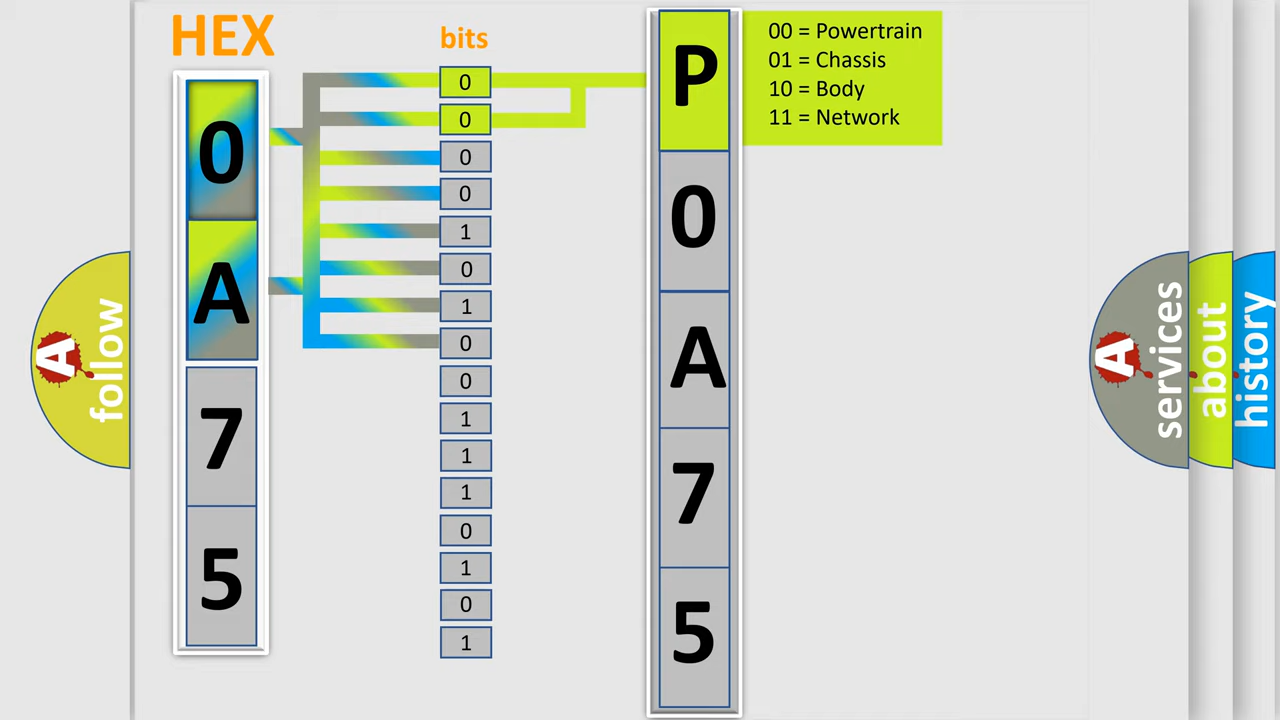 HEX
bits
0
A
7
5
0
0
0
0
1
0
1
0
0
1
1
1
0
1
0
1
P
0
A
7
5
00 = Powertrain
01 = Chassis
10 = Body
11 = Network
A
follow
A
services
about
history